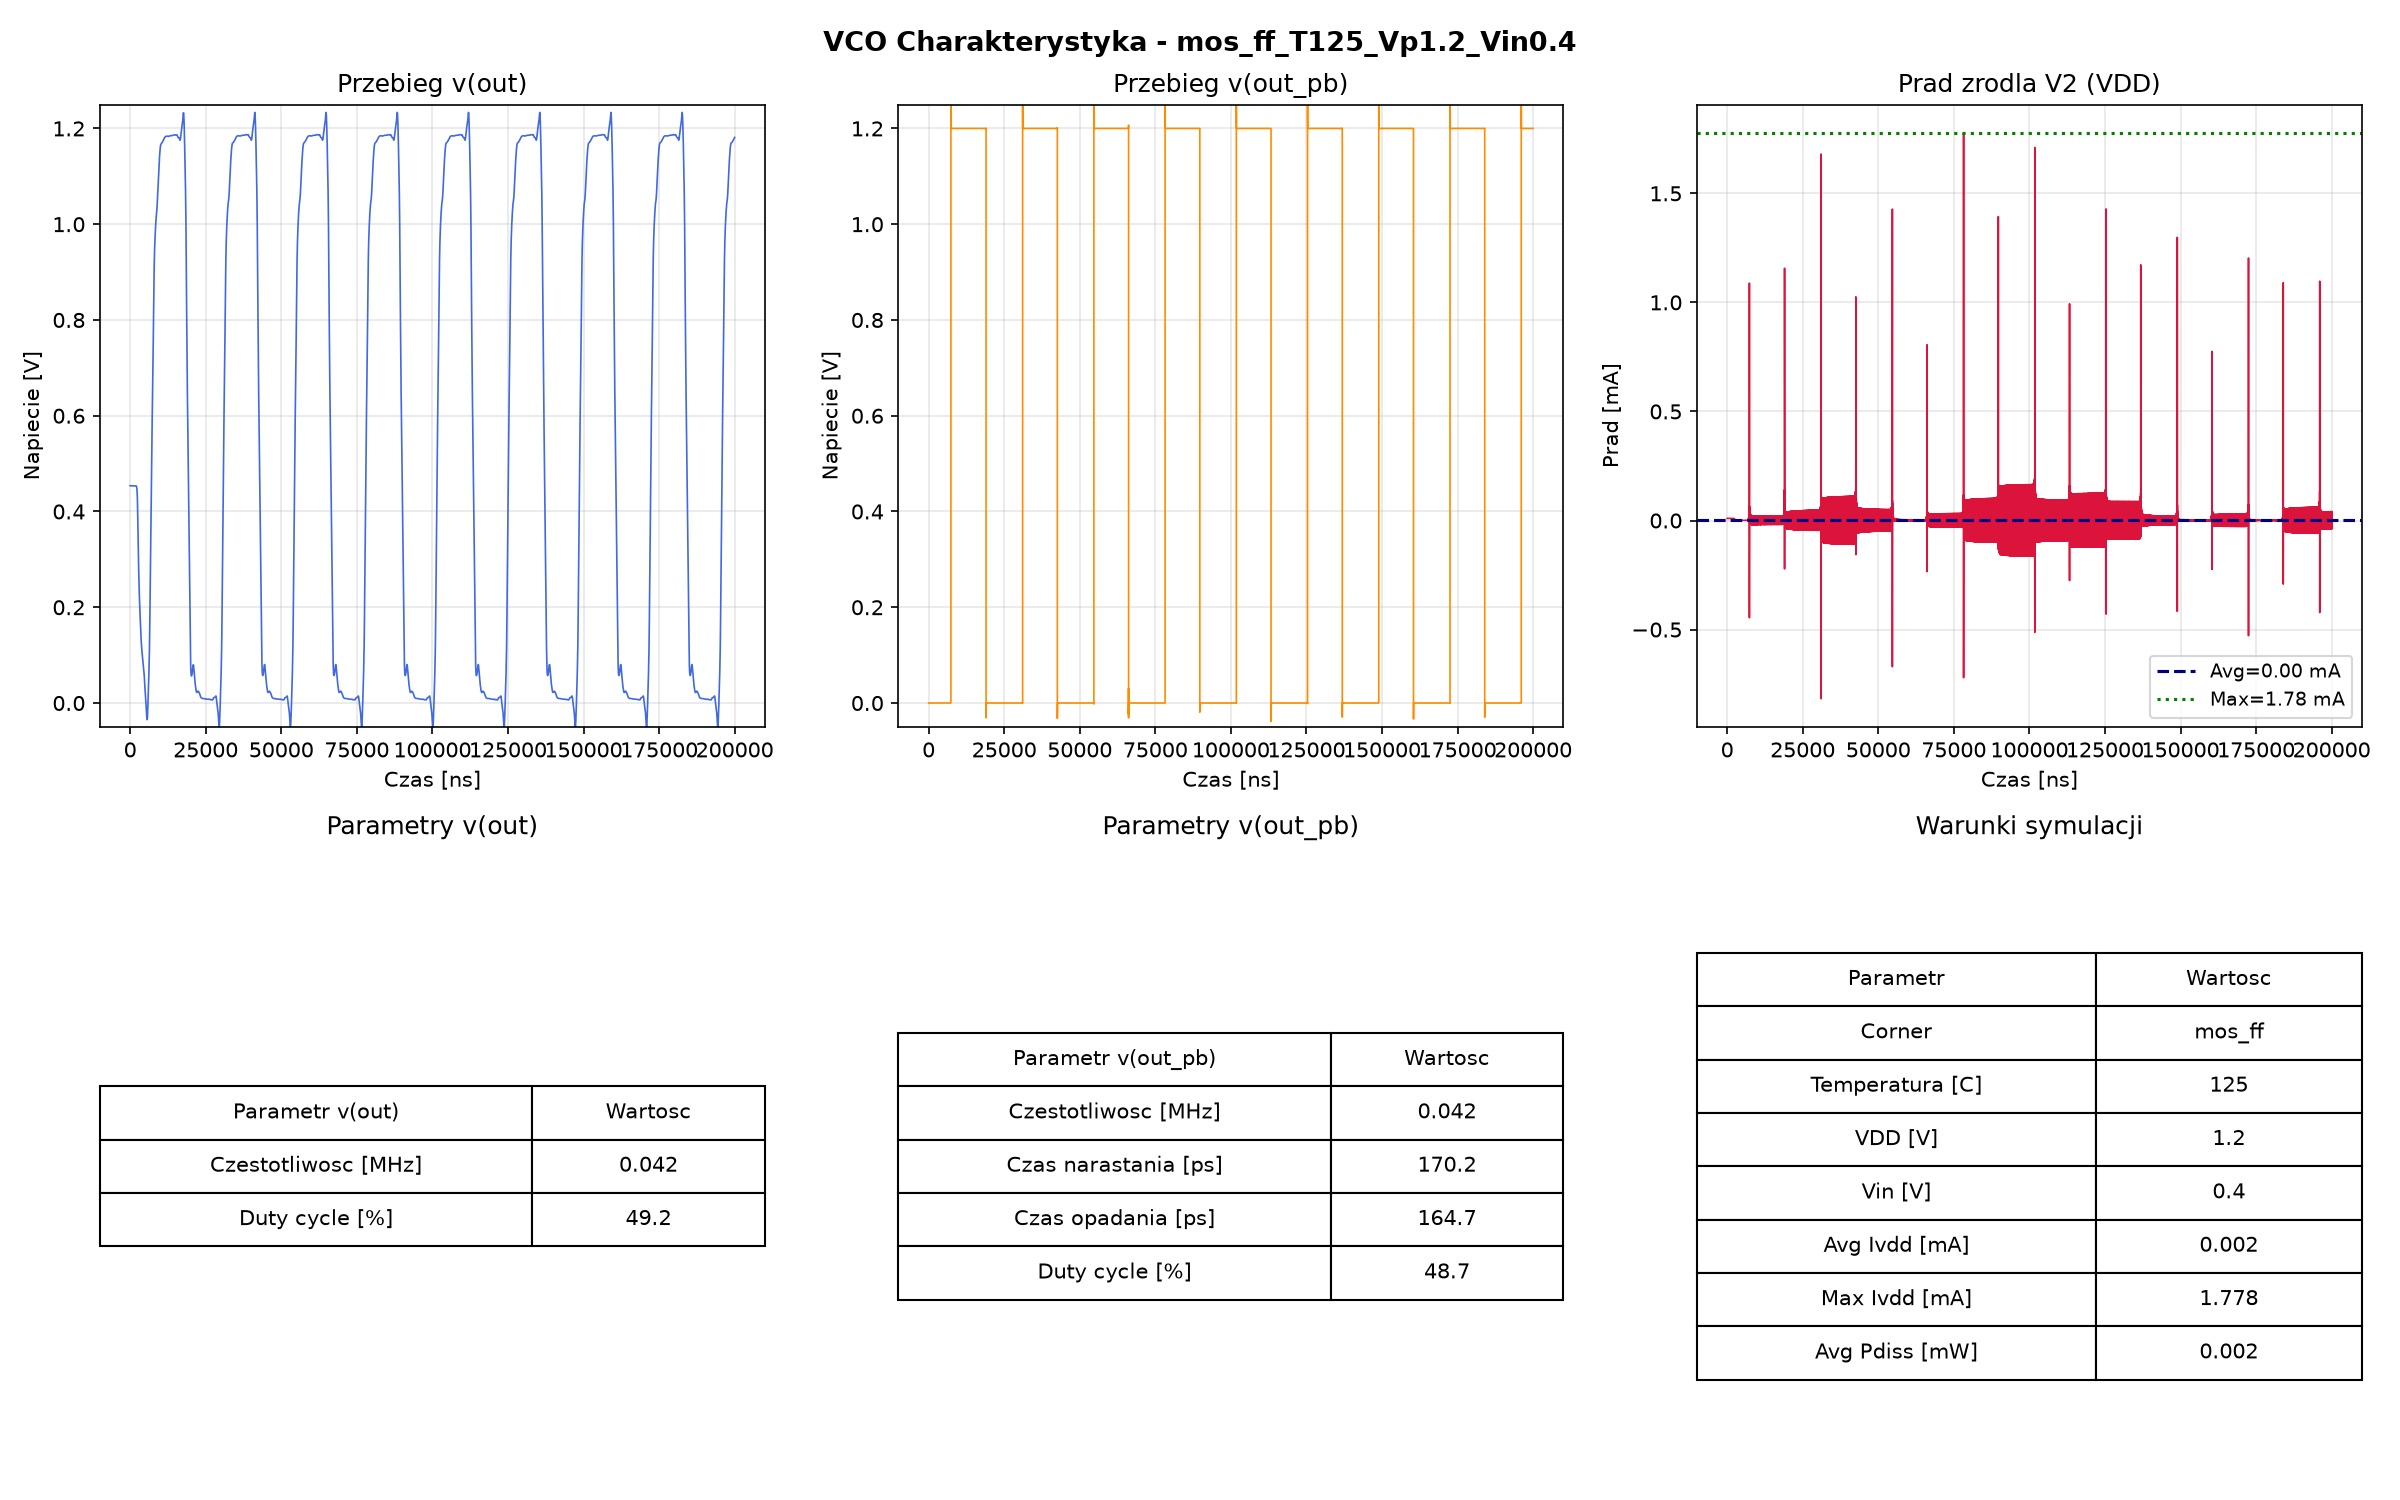 VCO Charakterystyka - mos_ff_T125_Vp1.2_Vin0.4
Przebieg v(out)
Napiecie [V]
1.2
1.0
0.8
0.6
0.4
0.2
0.0
0 25000 50000 75000 100000 125000 150000 175000 200000
Czas [ns]
Przebieg v(out_pb)
Napiecie [V]
1.2
1.0
0.8
0.6
0.4
0.2
0.0
0 25000 50000 75000 100000 125000 150000 175000 200000
Czas [ns]
Prad zrodla V2 (VDD)
Prad [mA]
1.5
1.0
0.5
0.0
−0.5
Avg=0.00 mA
Max=1.78 mA
0 25000 50000 75000 100000 125000 150000 175000 200000
Czas [ns]
Parametry v(out)
Parametr v(out) Wartosc
Czestotliwosc [MHz] 0.042
Duty cycle [%] 49.2
Parametry v(out_pb)
Parametr v(out_pb) Wartosc
Czestotliwosc [MHz] 0.042
Czas narastania [ps] 170.2
Czas opadania [ps] 164.7
Duty cycle [%] 48.7
Warunki symulacji
Parametr Wartosc
Corner mos_ff
Temperatura [C] 125
VDD [V] 1.2
Vin [V] 0.4
Avg Ivdd [mA] 0.002
Max Ivdd [mA] 1.778
Avg Pdiss [mW] 0.002